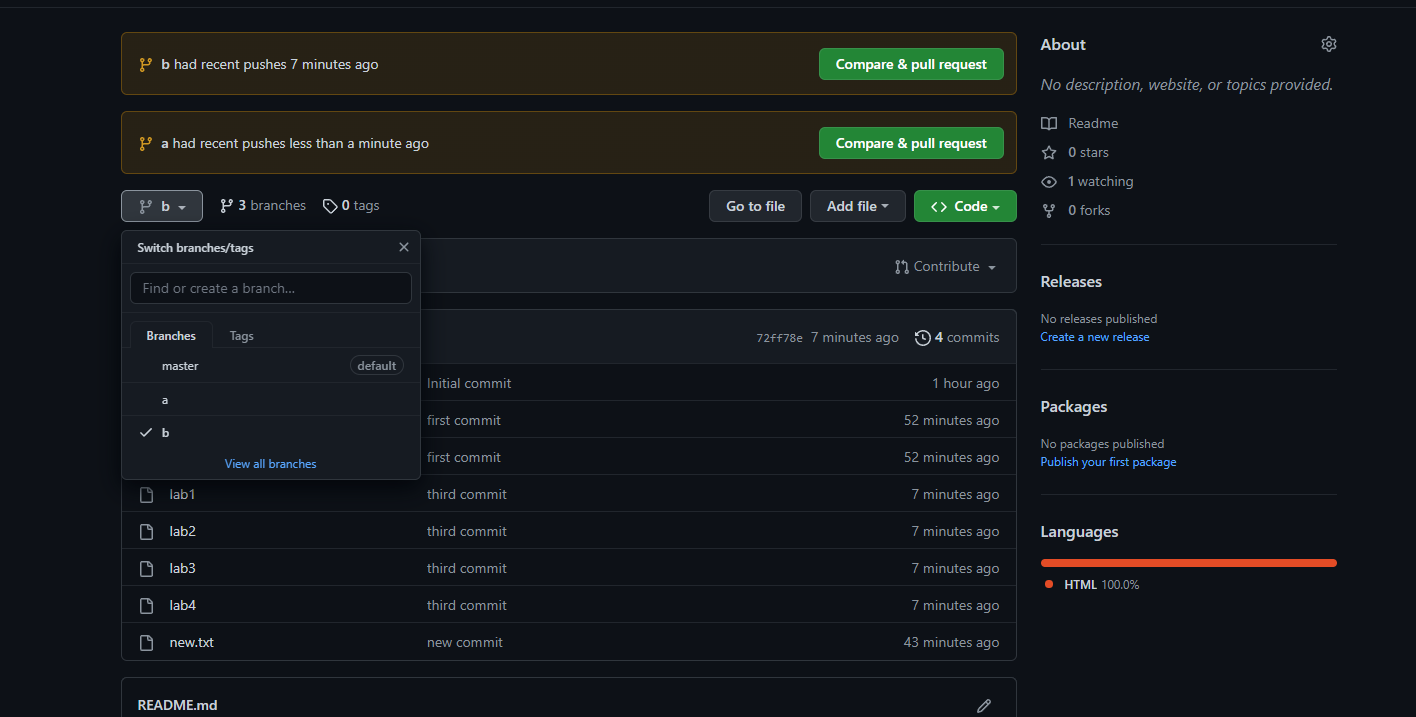 b had recent pushes 7 minutes ago
Compare & pull request
a had recent pushes less than a minute ago
Compare & pull request
b
3 branches
0 tags
Go to file
Add file
Code
Switch branches/tags
Find or create a branch...
Branches
Tags
master
default
a
b
View all branches
Contribute
72ff78e 7 minutes ago
4 commits
Initial commit
1 hour ago
first commit
52 minutes ago
first commit
52 minutes ago
lab1
third commit
7 minutes ago
lab2
third commit
7 minutes ago
lab3
third commit
7 minutes ago
lab4
third commit
7 minutes ago
new.txt
new commit
43 minutes ago
README.md
About
No description, website, or topics provided.
Readme
0 stars
1 watching
0 forks
Releases
No releases published
Create a new release
Packages
No packages published
Publish your first package
Languages
HTML 100.0%